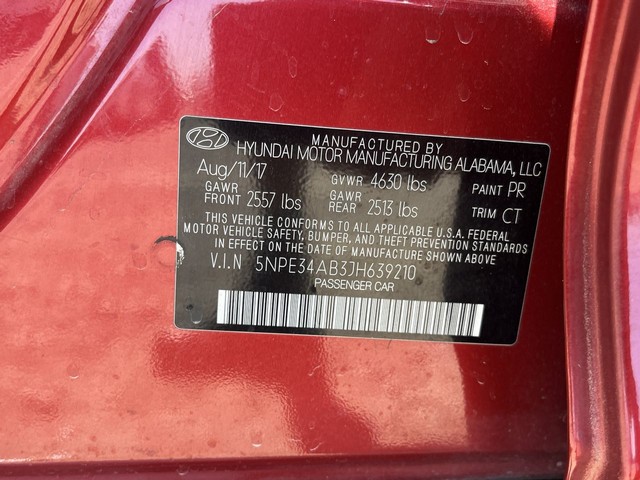 MANUFACTURED BY
HYUNDAI MOTOR MANUFACTURING ALABAMA, LLC
Aug/11/17 GVWR 4630 lbs PAINT PR
GAWR FRONT 2557 lbs GAWR REAR 2513 lbs TRIM CT
THIS VEHICLE CONFORMS TO ALL APPLICABLE U.S.A. FEDERAL
MOTOR VEHICLE SAFETY, BUMPER, AND THEFT PREVENTION STANDARDS
IN EFFECT ON THE DATE OF MANUFACTURE SHOWN ABOVE.
V.I.N 5NPE34AB3JH639210
PASSENGER CAR